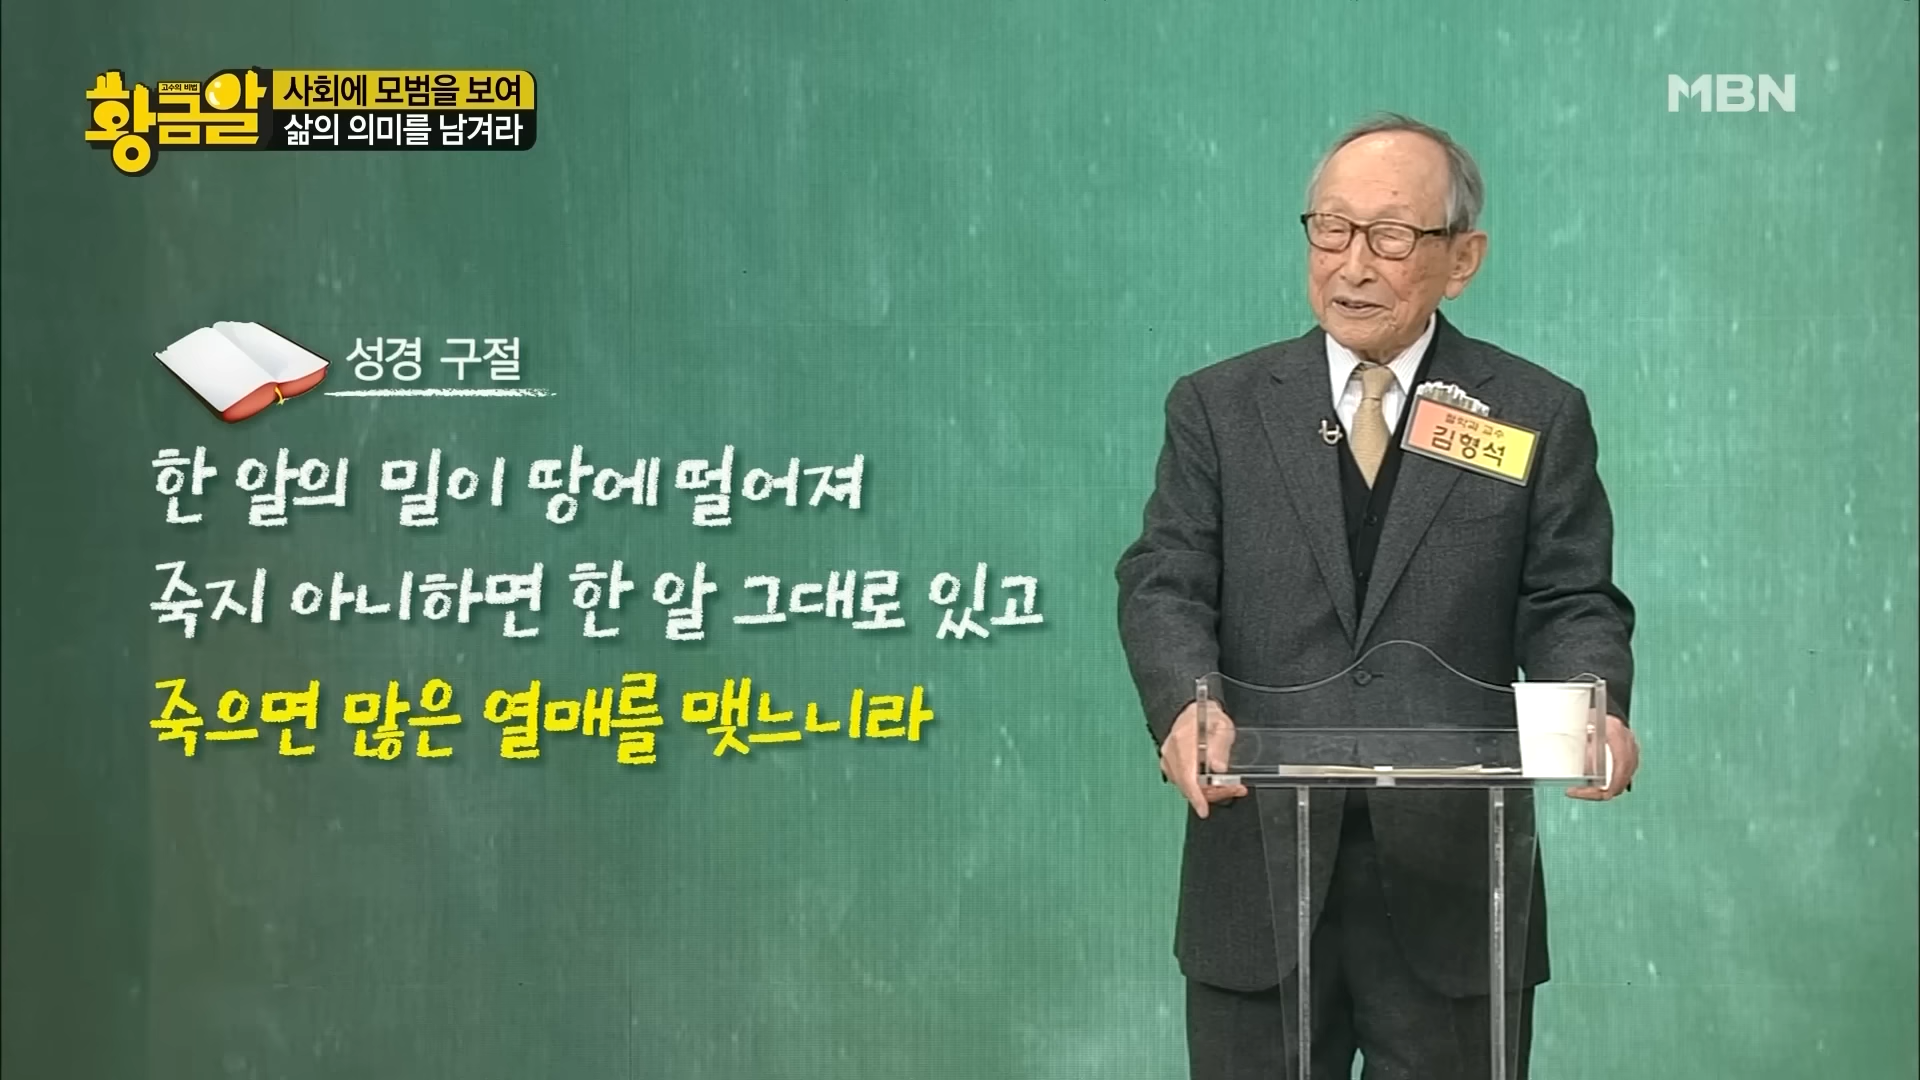 고수의 비법
황금알
사회에 모범을 보여
삶의 의미를 남겨라
MBN
성경 구절
한 알의 밀이 땅에 떨어져
죽지 아니하면 한 알 그대로 있고
죽으면 많은 열매를 맺느니라
철학과 교수
김형석